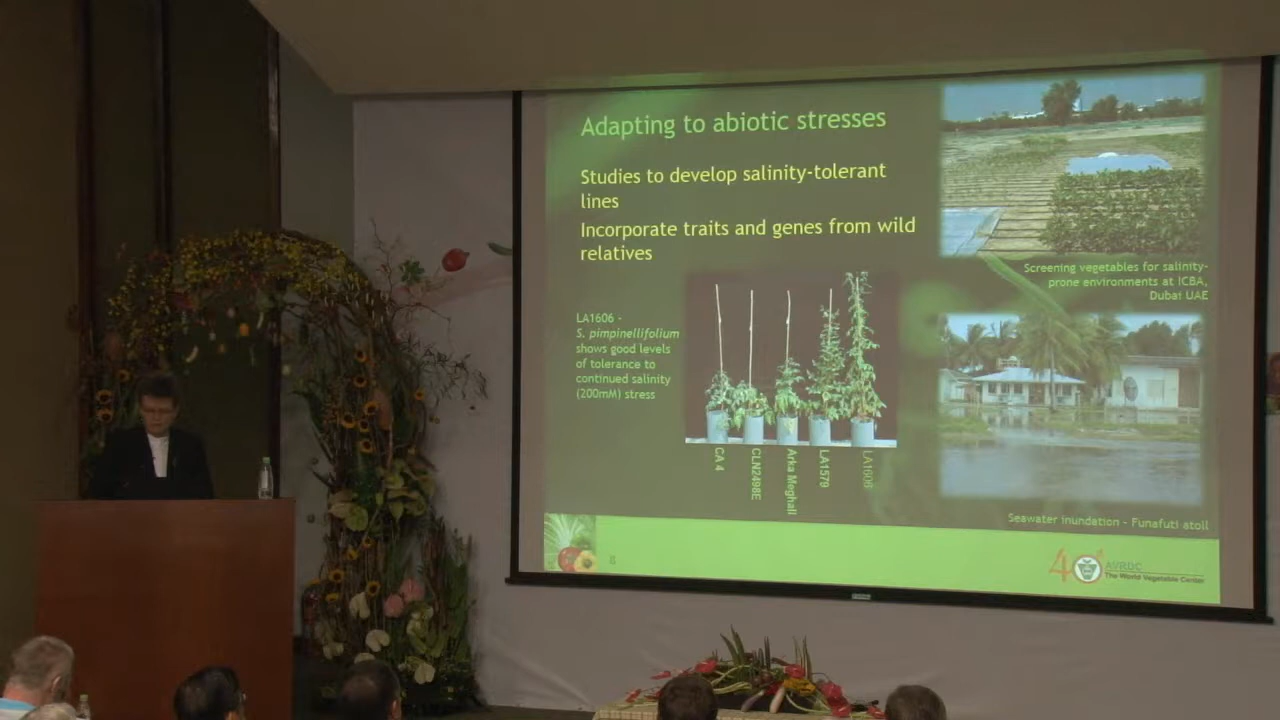 Adapting to abiotic stresses
Studies to develop salinity-tolerant
lines
Incorporate traits and genes from wild
relatives
Screening vegetables for salinity-
prone environments at ICBA,
Dubai UAE
LA1606 -
S. pimpinellifolium
shows good levels
of tolerance to
continued salinity
(200mM) stress
CA 4
CLN2498E
Arka Meghali
LA1579
LA1606
Seawater inundation - Funafuti atoll
40
AVRDC
The World Vegetable Center